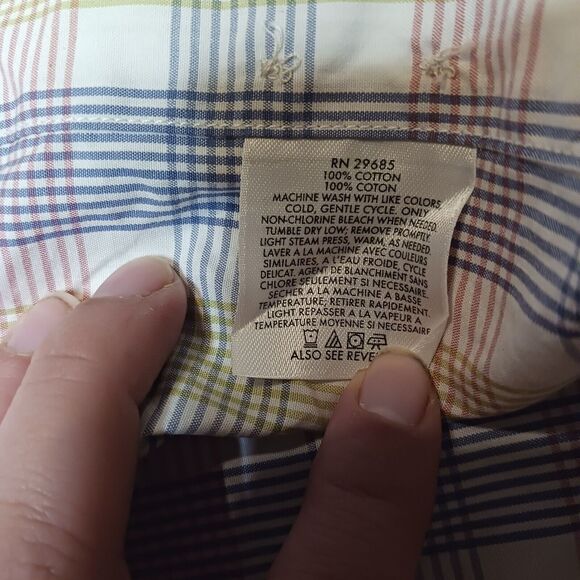 RN 29685
100% COTTON
100% COTON
MACHINE WASH WITH LIKE COLORS
COLD, GENTLE CYCLE. ONLY
NON-CHLORINE BLEACH WHEN NEEDED.
TUMBLE DRY LOW; REMOVE PROMPTLY.
LIGHT STEAM PRESS, WARM, AS NEEDED
LAVER A LA MACHINE AVEC COULEURS
SIMILAIRES, A L'EAU FROIDE, CYCLE
DELICAT. AGENT DE BLANCHIMENT SANS
CHLORE SEULEMENT SI NECESSAIRE.
SECHER A LA MACHINE A BASSE
TEMPERATURE; RETIRER RAPIDEMENT.
LIGHT REPASSER A LA VAPEUR A
TEMPERATURE MOYENNE SI NECESSAIRE
ALSO SEE